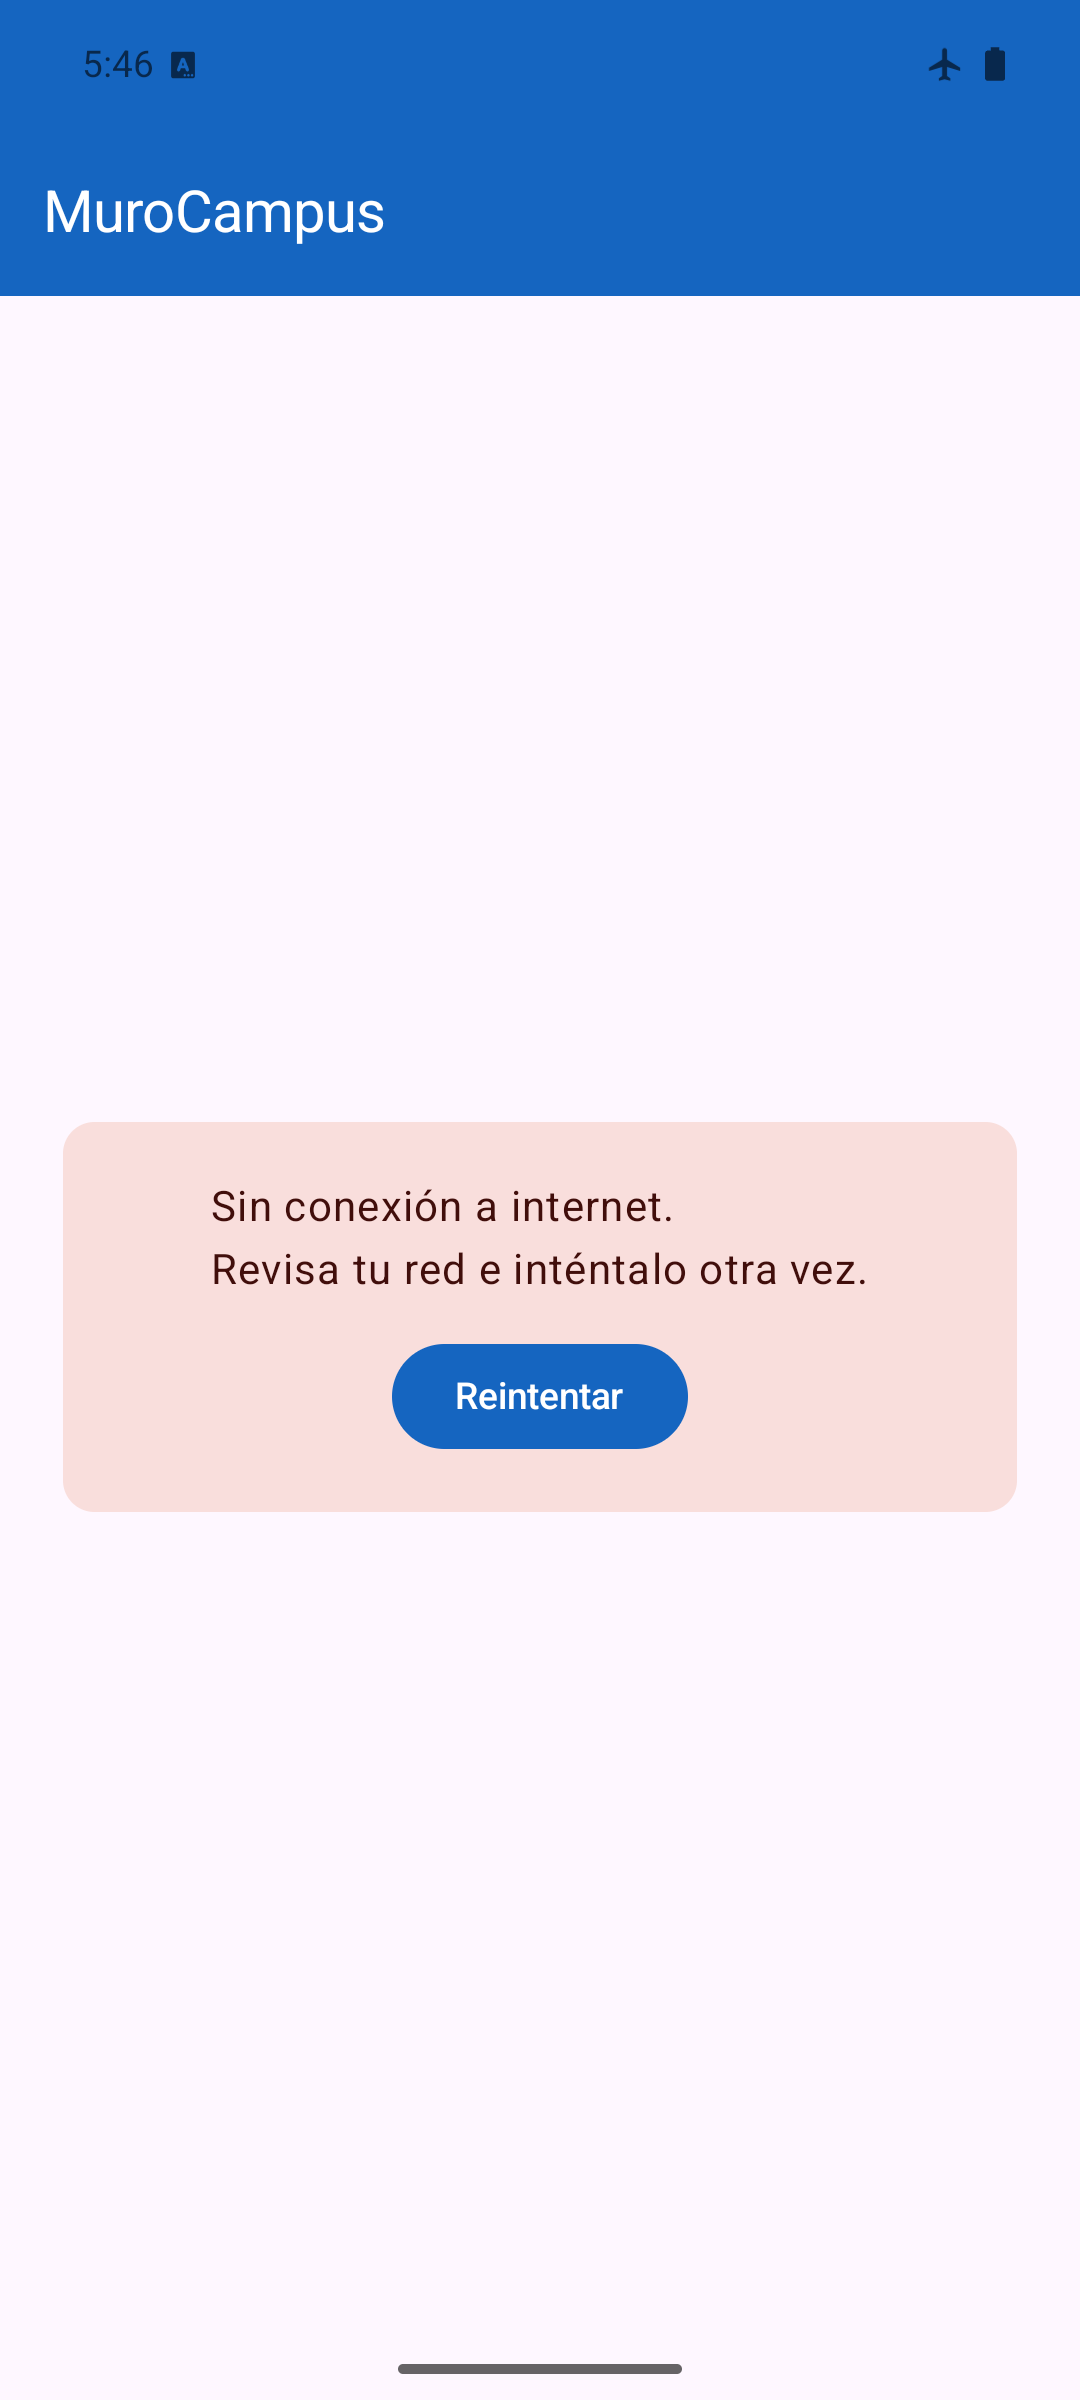 5:46
MuroCampus
Sin conexión a internet.
Revisa tu red e inténtalo otra vez.
Reintentar